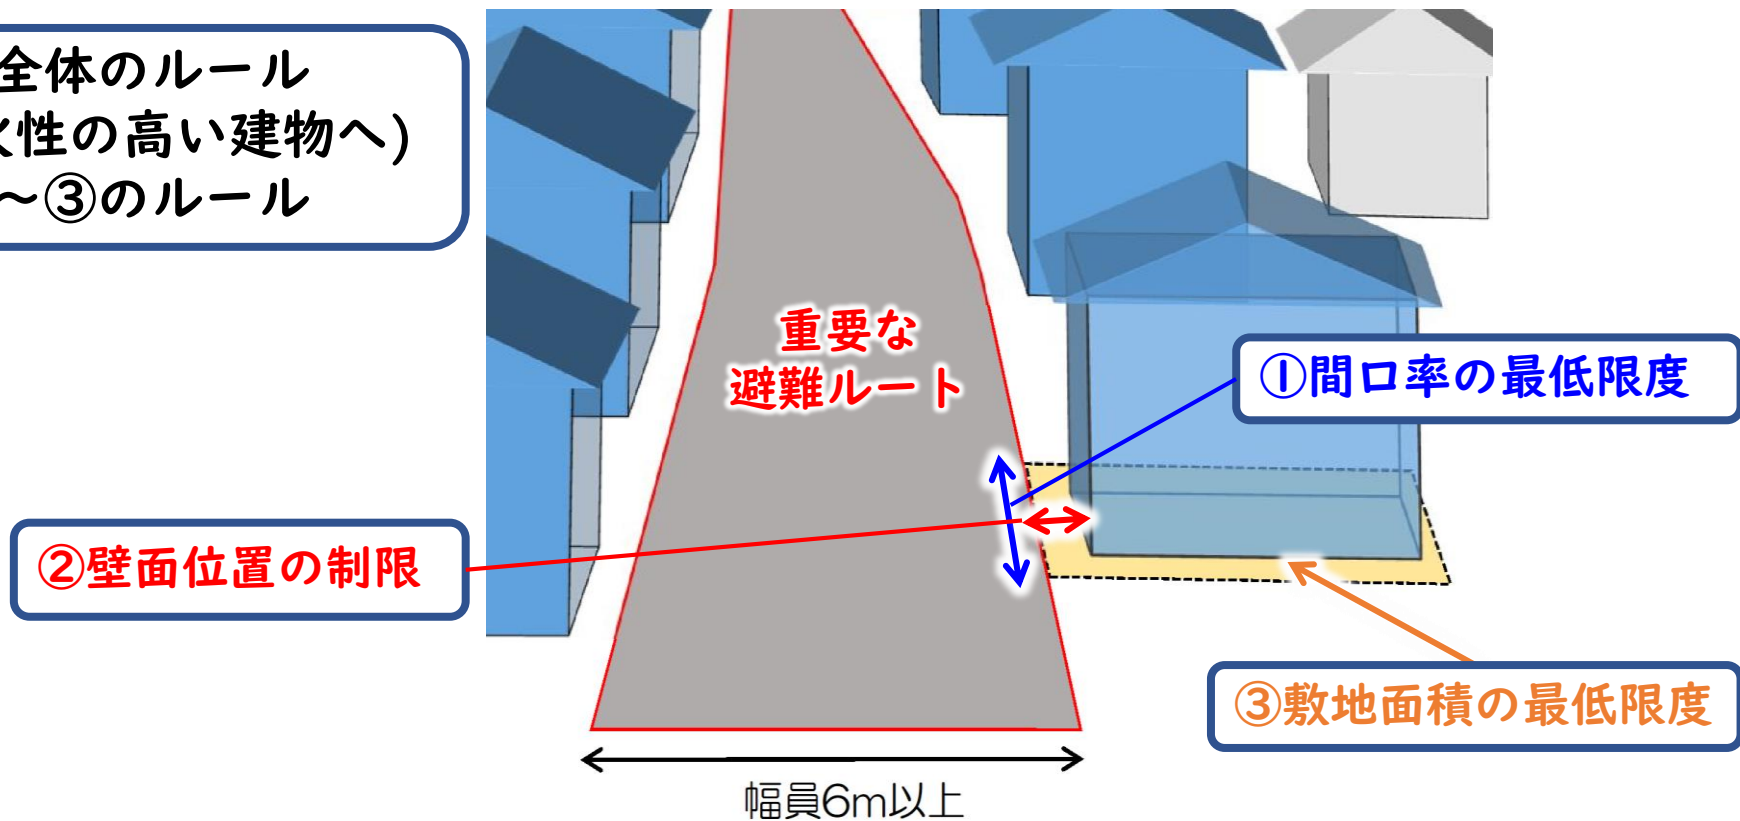 全体のルール
火性の高い建物へ)
～③のルール
重要な
避難ルート
①間口率の最低限度
②壁面位置の制限
③敷地面積の最低限度
幅員6m以上